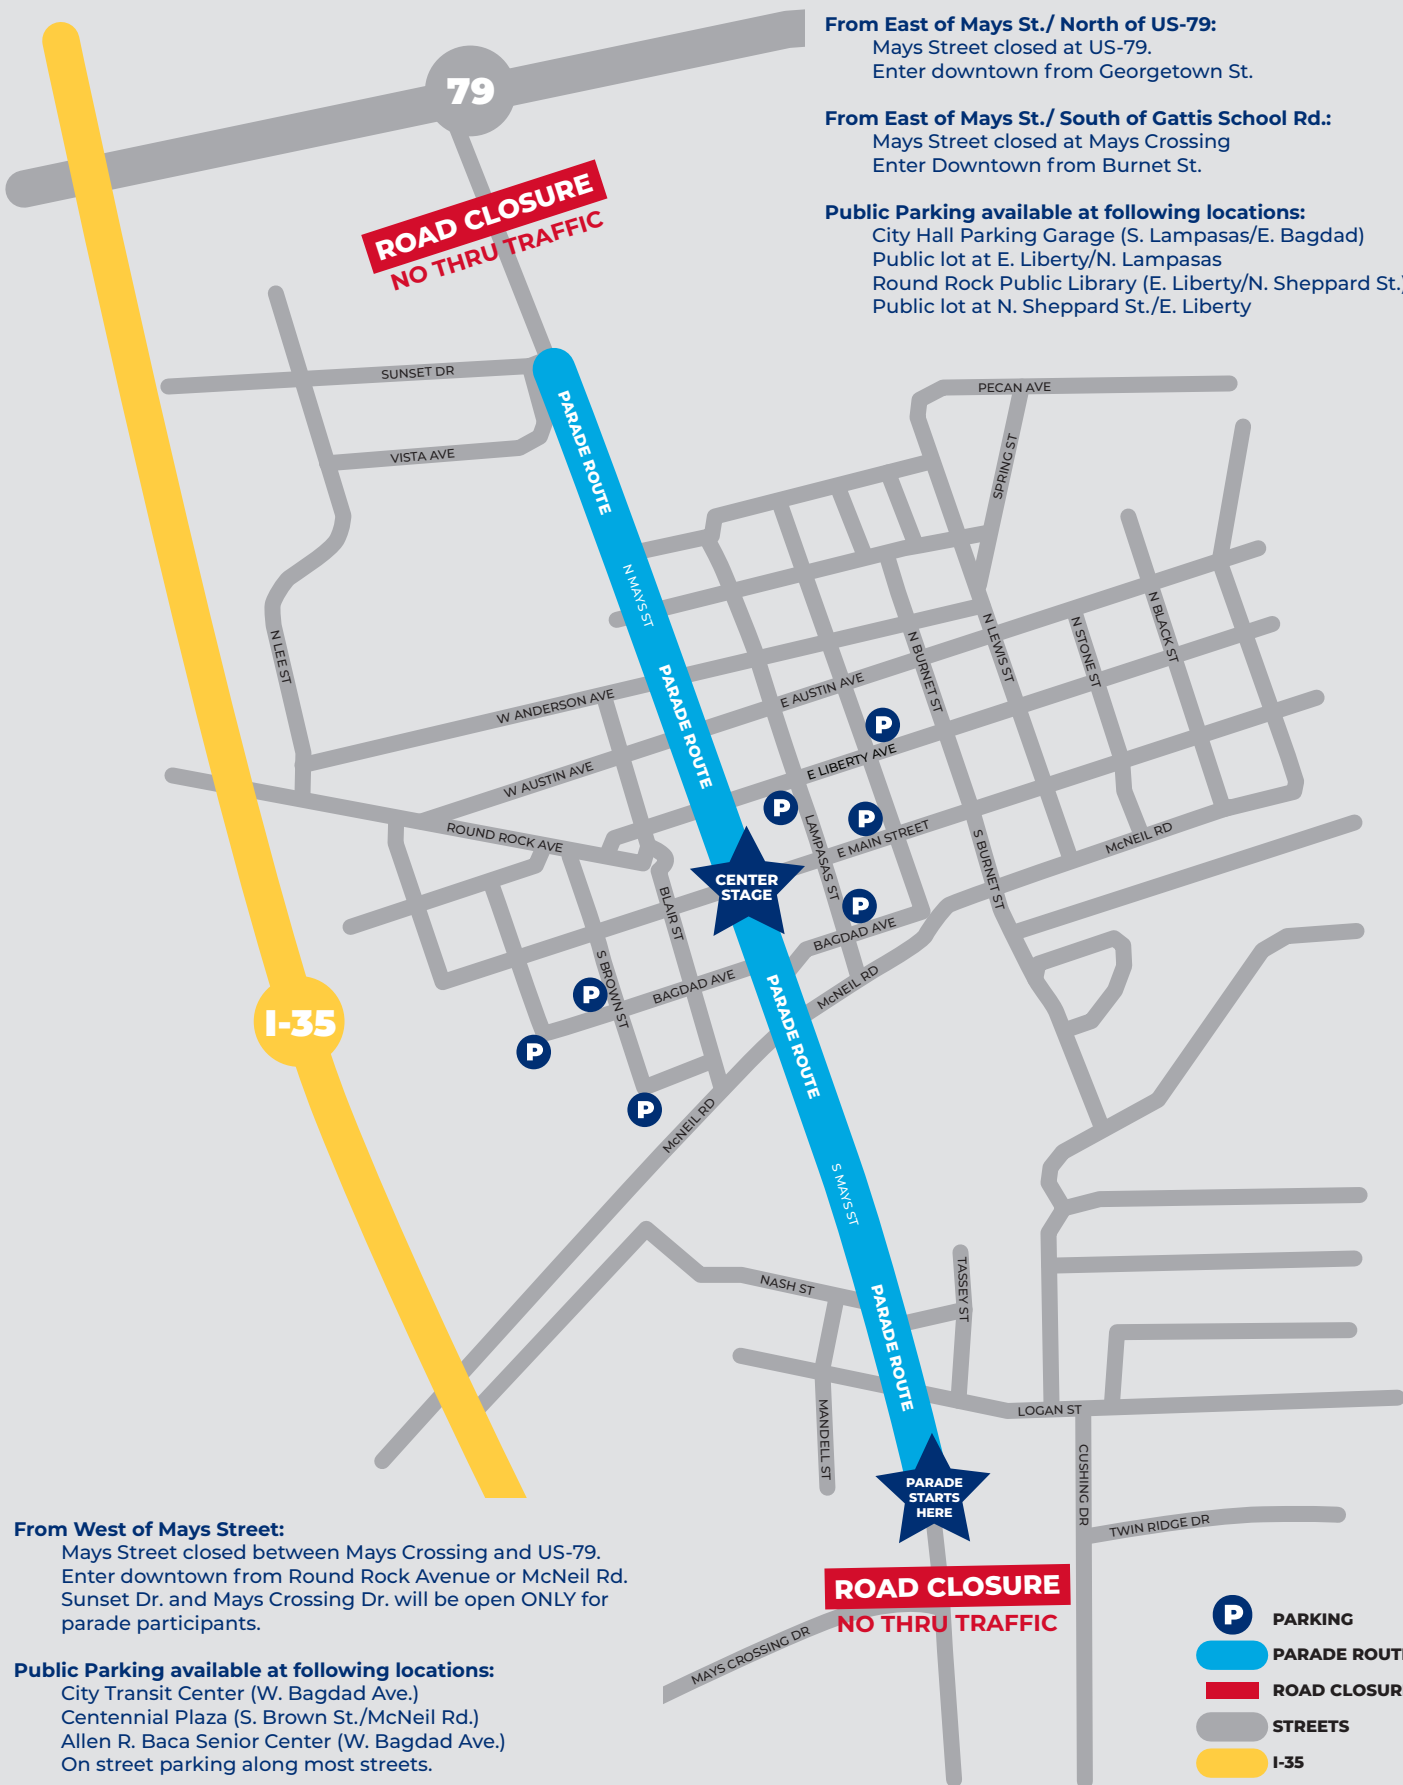 From East of Mays St./ North of US-79:
Mays Street closed at US-79.
Enter downtown from Georgetown St.
From East of Mays St./ South of Gattis School Rd.:
Mays Street closed at Mays Crossing
Enter Downtown from Burnet St.
Public Parking available at following locations:
City Hall Parking Garage (S. Lampasas/E. Bagdad)
Public lot at E. Liberty/N. Lampasas
Round Rock Public Library (E. Liberty/N. Sheppard St.)
Public lot at N. Sheppard St./E. Liberty
79
ROAD CLOSURE
NO THRU TRAFFIC
SUNSET DR
VISTA AVE
PARADE ROUTE
PECAN AVE
SPRING ST
N MAYS ST
N LEE ST
N BLACK ST
N STONE ST
N LEWIS ST
N BURNET ST
W ANDERSON AVE
E AUSTIN AVE
PARADE ROUTE
P
E LIBERTY AVE
W AUSTIN AVE
ROUND ROCK AVE
P
P
LAMPASAS ST
E MAIN STREET
McNEIL RD
S BURNET ST
CENTER
STAGE
BLAIR ST
P
BAGDAD AVE
S BROWN ST
BAGDAD AVE
McNEIL RD
P
I-35
P
PARADE ROUTE
P
McNEIL RD
S MAYS ST
NASH ST
TASSEY ST
PARADE ROUTE
MANDELL ST
LOGAN ST
CUSHING DR
PARADE
STARTS
HERE
TWIN RIDGE DR
ROAD CLOSURE
NO THRU TRAFFIC
MAYS CROSSING DR
From West of Mays Street:
Mays Street closed between Mays Crossing and US-79.
Enter downtown from Round Rock Avenue or McNeil Rd.
Sunset Dr. and Mays Crossing Dr. will be open ONLY for
parade participants.
Public Parking available at following locations:
City Transit Center (W. Bagdad Ave.)
Centennial Plaza (S. Brown St./McNeil Rd.)
Allen R. Baca Senior Center (W. Bagdad Ave.)
On street parking along most streets.
P PARKING
PARADE ROUTE
ROAD CLOSUR
STREETS
I-35